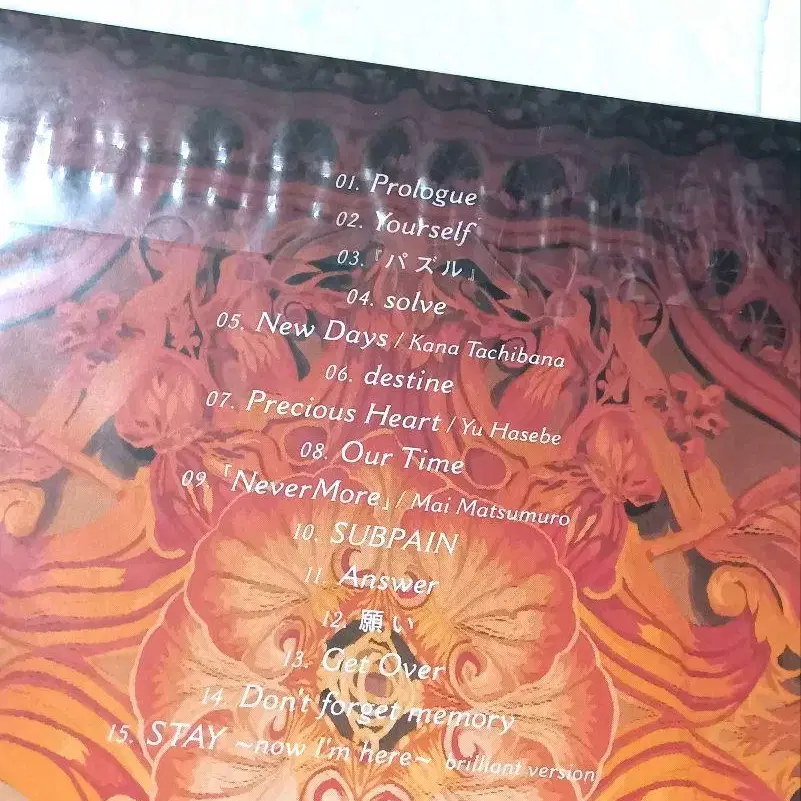 01. Prologue
02. Yourself
03.『パズル』
04. solve
05. New Days / Kana Tachibana
06. destine
07. Precious Heart / Yu Hasebe
08. Our Time
09.「NeverMore」/ Mai Matsumuro
10. SUBPAIN
11. Answer
12. 願い
13. Get Over
14. Don't forget memory
15. STAY ~now I'm here~ brilliant version